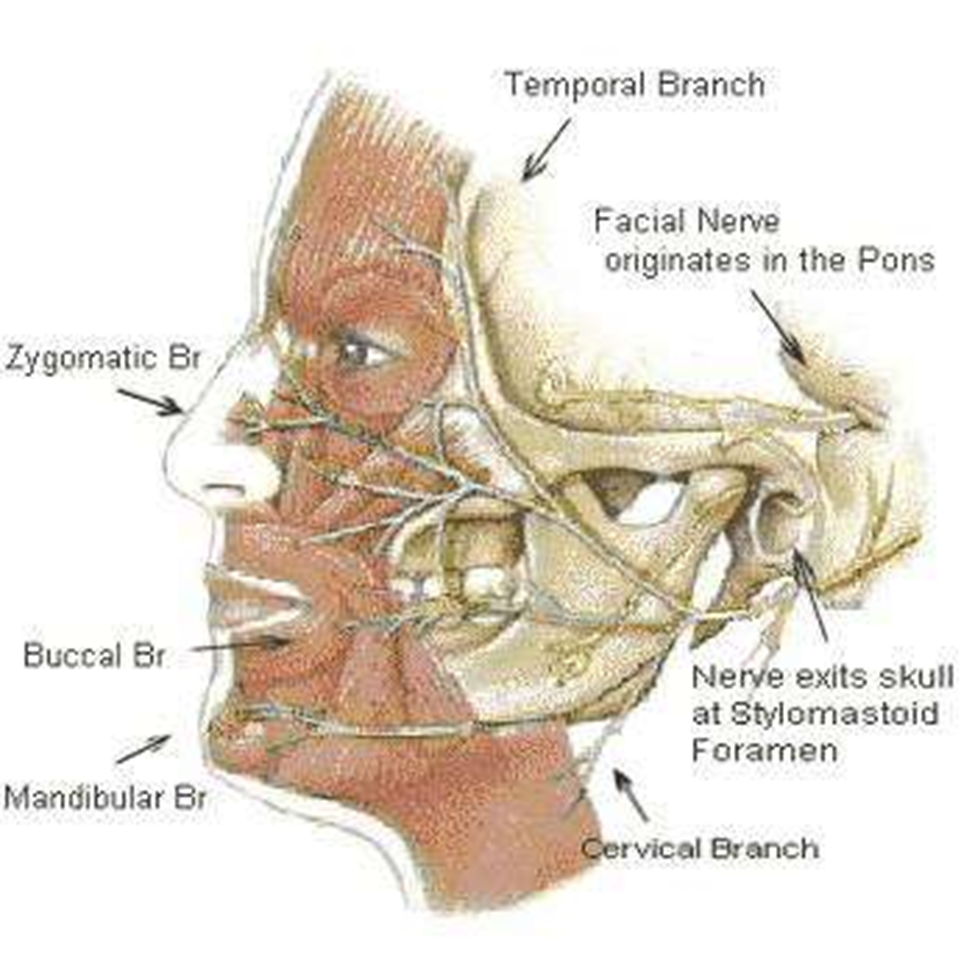 Temporal Branch
Facial Nerve
originates in the Pons
Zygomatic Br
Buccal Br
Nerve exits skull
at Stylomastoid
Foramen
Mandibular Br
Cervical Branch